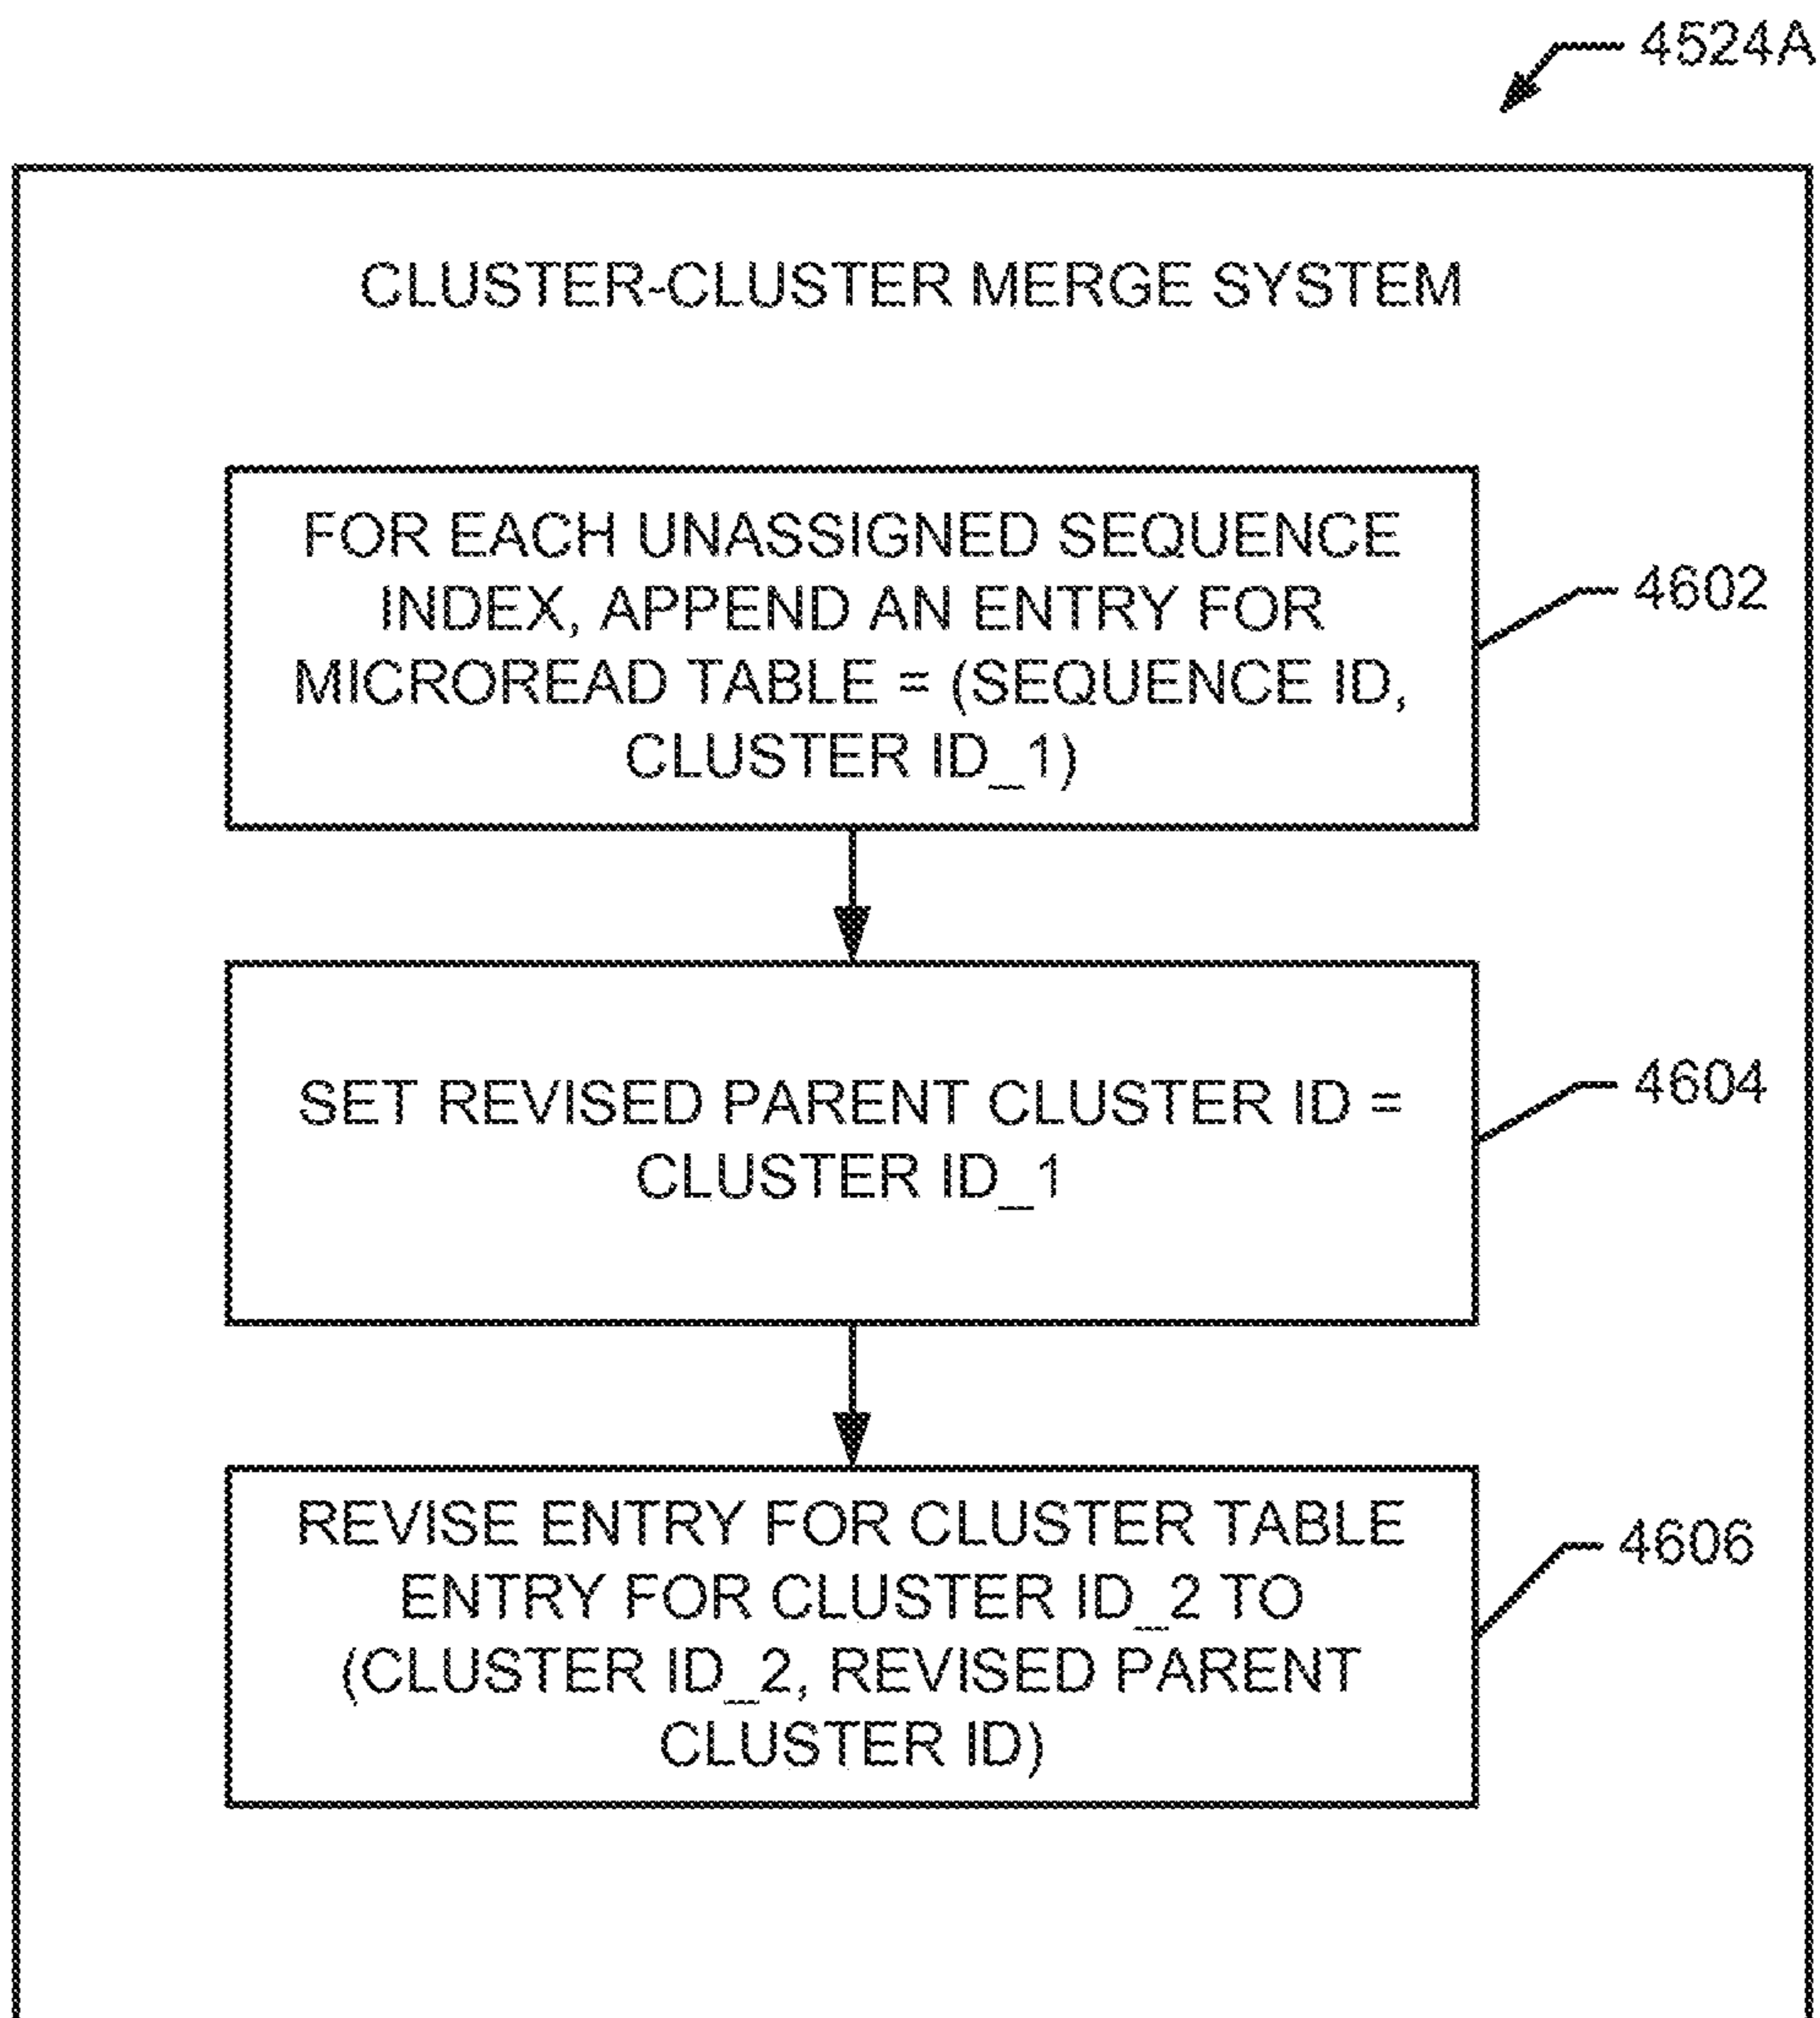 4524A
CLUSTER-CLUSTER MERGE SYSTEM
FOR EACH UNASSIGNED SEQUENCE
INDEX, APPEND AN ENTRY FOR
MICROREAD TABLE = (SEQUENCE ID,
CLUSTER ID_1)
4602
SET REVISED PARENT CLUSTER ID =
CLUSTER ID_1
4604
REVISE ENTRY FOR CLUSTER TABLE
ENTRY FOR CLUSTER ID_2 TO
(CLUSTER ID_2, REVISED PARENT
CLUSTER ID)
4606